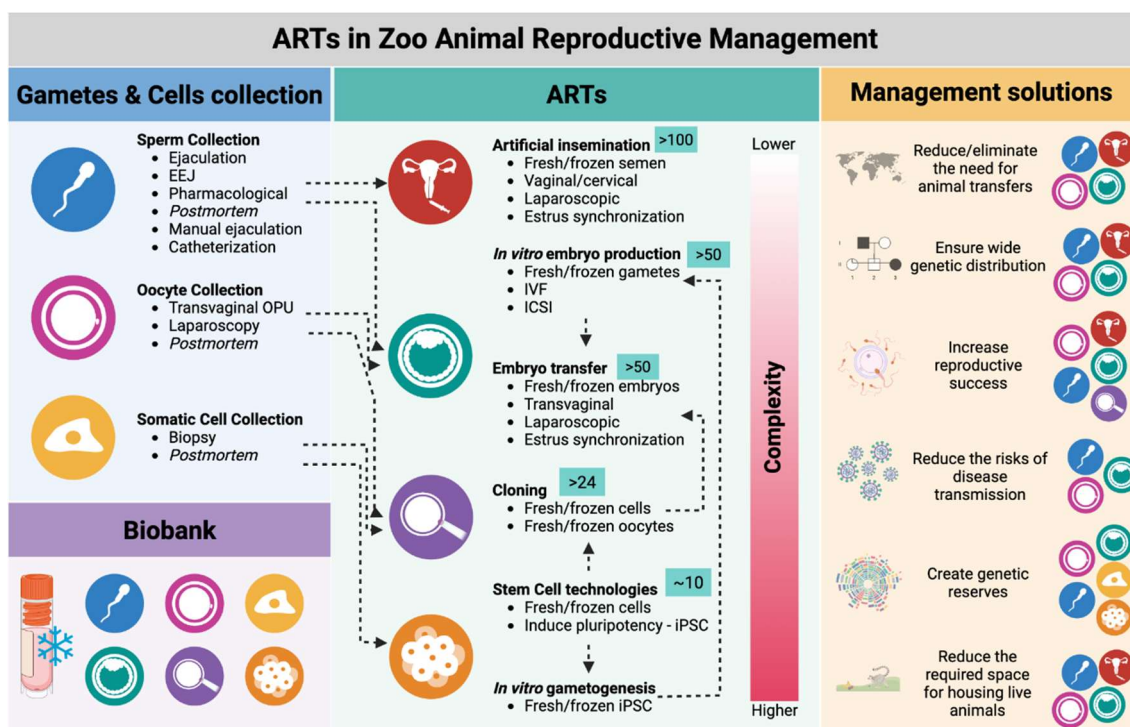 ARTs in Zoo Animal Reproductive Management
Gametes & Cells collection
Sperm Collection
• Ejaculation
• EEJ
• Pharmacological
• Postmortem
• Manual ejaculation
• Catheterization
Oocyte Collection
• Transvaginal OPU
• Laparoscopy
• Postmortem
Somatic Cell Collection
• Biopsy
• Postmortem
Biobank
ARTs
Artificial insemination >100
• Fresh/frozen semen
• Vaginal/cervical
• Laparoscopic
• Estrus synchronization
In vitro embryo production >50
• Fresh/frozen gametes
• IVF
• ICSI
Embryo transfer >50
• Fresh/frozen embryos
• Transvaginal
• Laparoscopic
• Estrus synchronization
Cloning >24
• Fresh/frozen cells
• Fresh/frozen oocytes
Stem Cell technologies ~10
• Fresh/frozen cells
• Induce pluripotency - iPSC
In vitro gametogenesis
• Fresh/frozen iPSC
Lower
Complexity
Higher
Management solutions
Reduce/eliminate
the need for
animal transfers
Ensure wide
genetic distribution
1 2 3
Increase
reproductive
success
Reduce the risks of
disease
transmission
Create genetic
reserves
Reduce the
required space
for housing live
animals